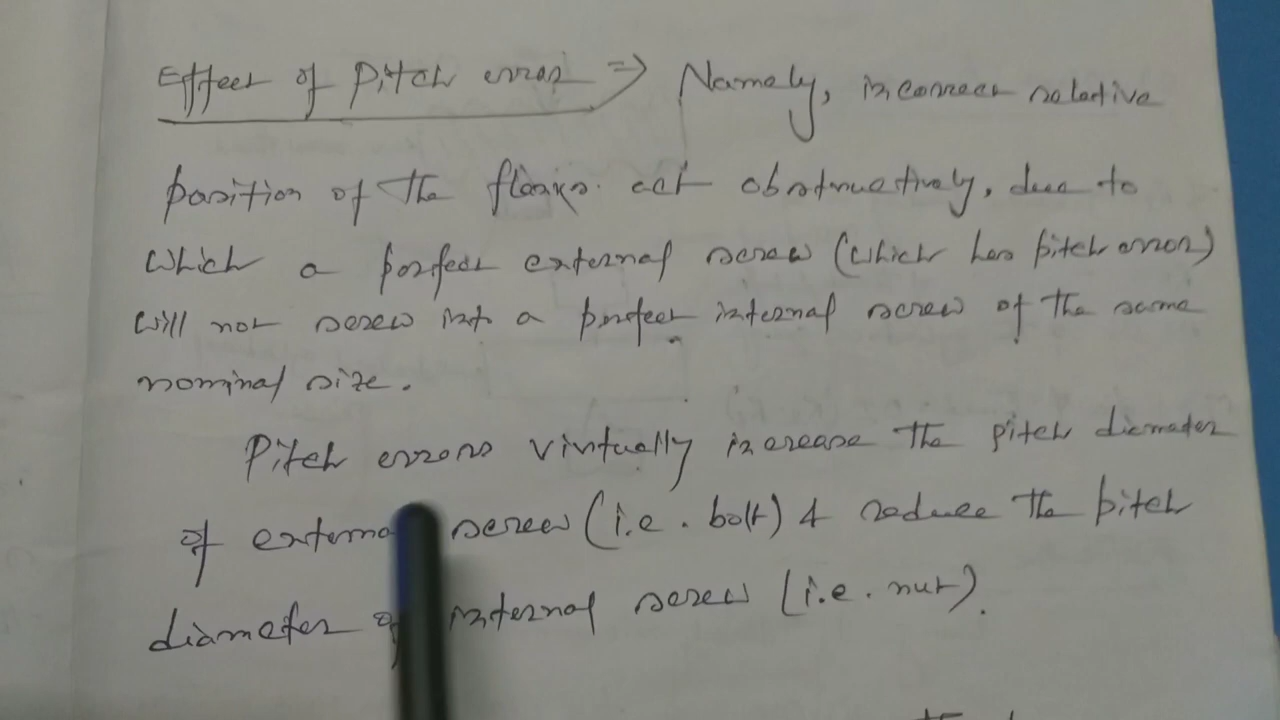 Effect of Pitch error ⇒ Namely, incorrect relative
position of the flanks act obstructively, due to
which a perfect external screw (which has pitch error)
will not screw into a perfect internal screw of the same
nominal size.
Pitch errors virtually increase the pitch diameter
of external screw (i.e. bolt) & reduce the pitch
diameter of internal screw (i.e. nut).